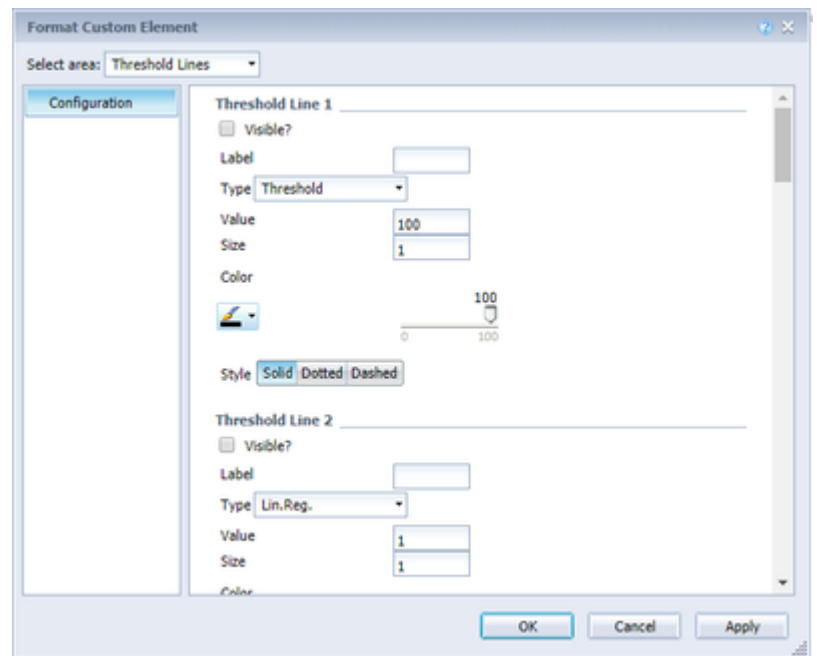 Format Custom Element
Select area: Threshold Lines
Configuration
Threshold Line 1
Visible?
Label
Type Threshold
Value 100
Size 1
Color
100
0 100
Style Solid Dotted Dashed
Threshold Line 2
Visible?
Label
Type Lin.Reg.
Value 1
Size 1
Color
OK Cancel Apply